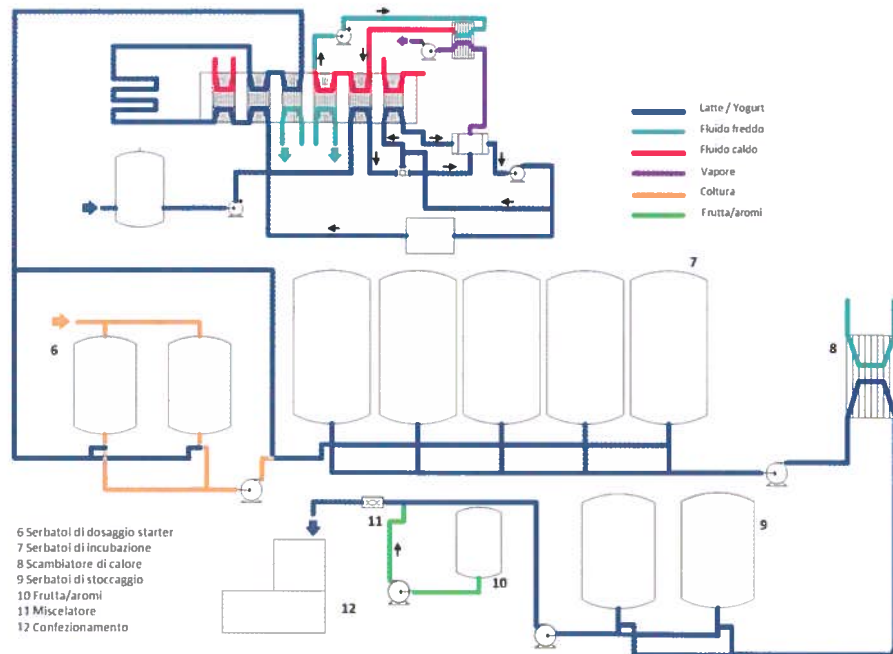 Latte / Yogurt
Fluido freddo
Fluido caldo
Vapore
Coltura
Frutta/aromi
7
6
8
9
10
11
12
6 Serbatoi di dosaggio starter
7 Serbatoi di incubazione
8 Scambiatore di calore
9 Serbatoi di stoccaggio
10 Frutta/aromi
11 Miscelatore
12 Confezionamento